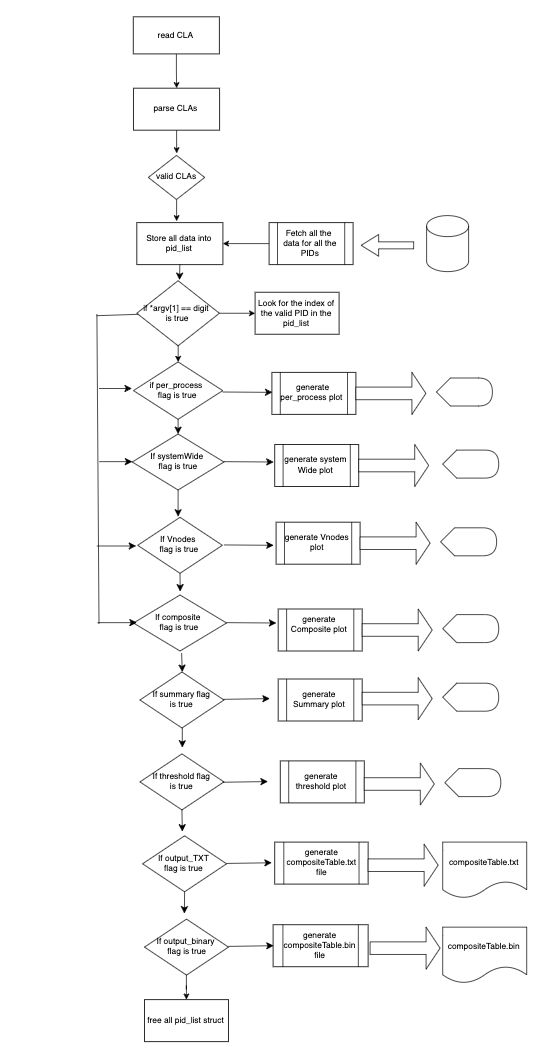 read CLA
parse CLAs
valid CLAs
Store all data into
pid_list
Fetch all the
data for all the
PIDs
if *argv[1] == digit
is true
Look for the index of
the valid PID in the
pid_list
if per_process
flag is true
generate
per_process plot
If systemWide
flag is true
generate system
Wide plot
If Vnodes
flag is true
generate Vnodes
plot
If composite
flag is true
generate
Composite plot
If summary flag
is true
generate
Summary plot
If threshold flag
is true
generate
threshold plot
If output_TXT
flag is true
generate
compositeTable.txt
file
compositeTable.txt
If output_binary
flag is true
generate
compositeTable.bin
file
compositeTable.bin
free all pid_list struct